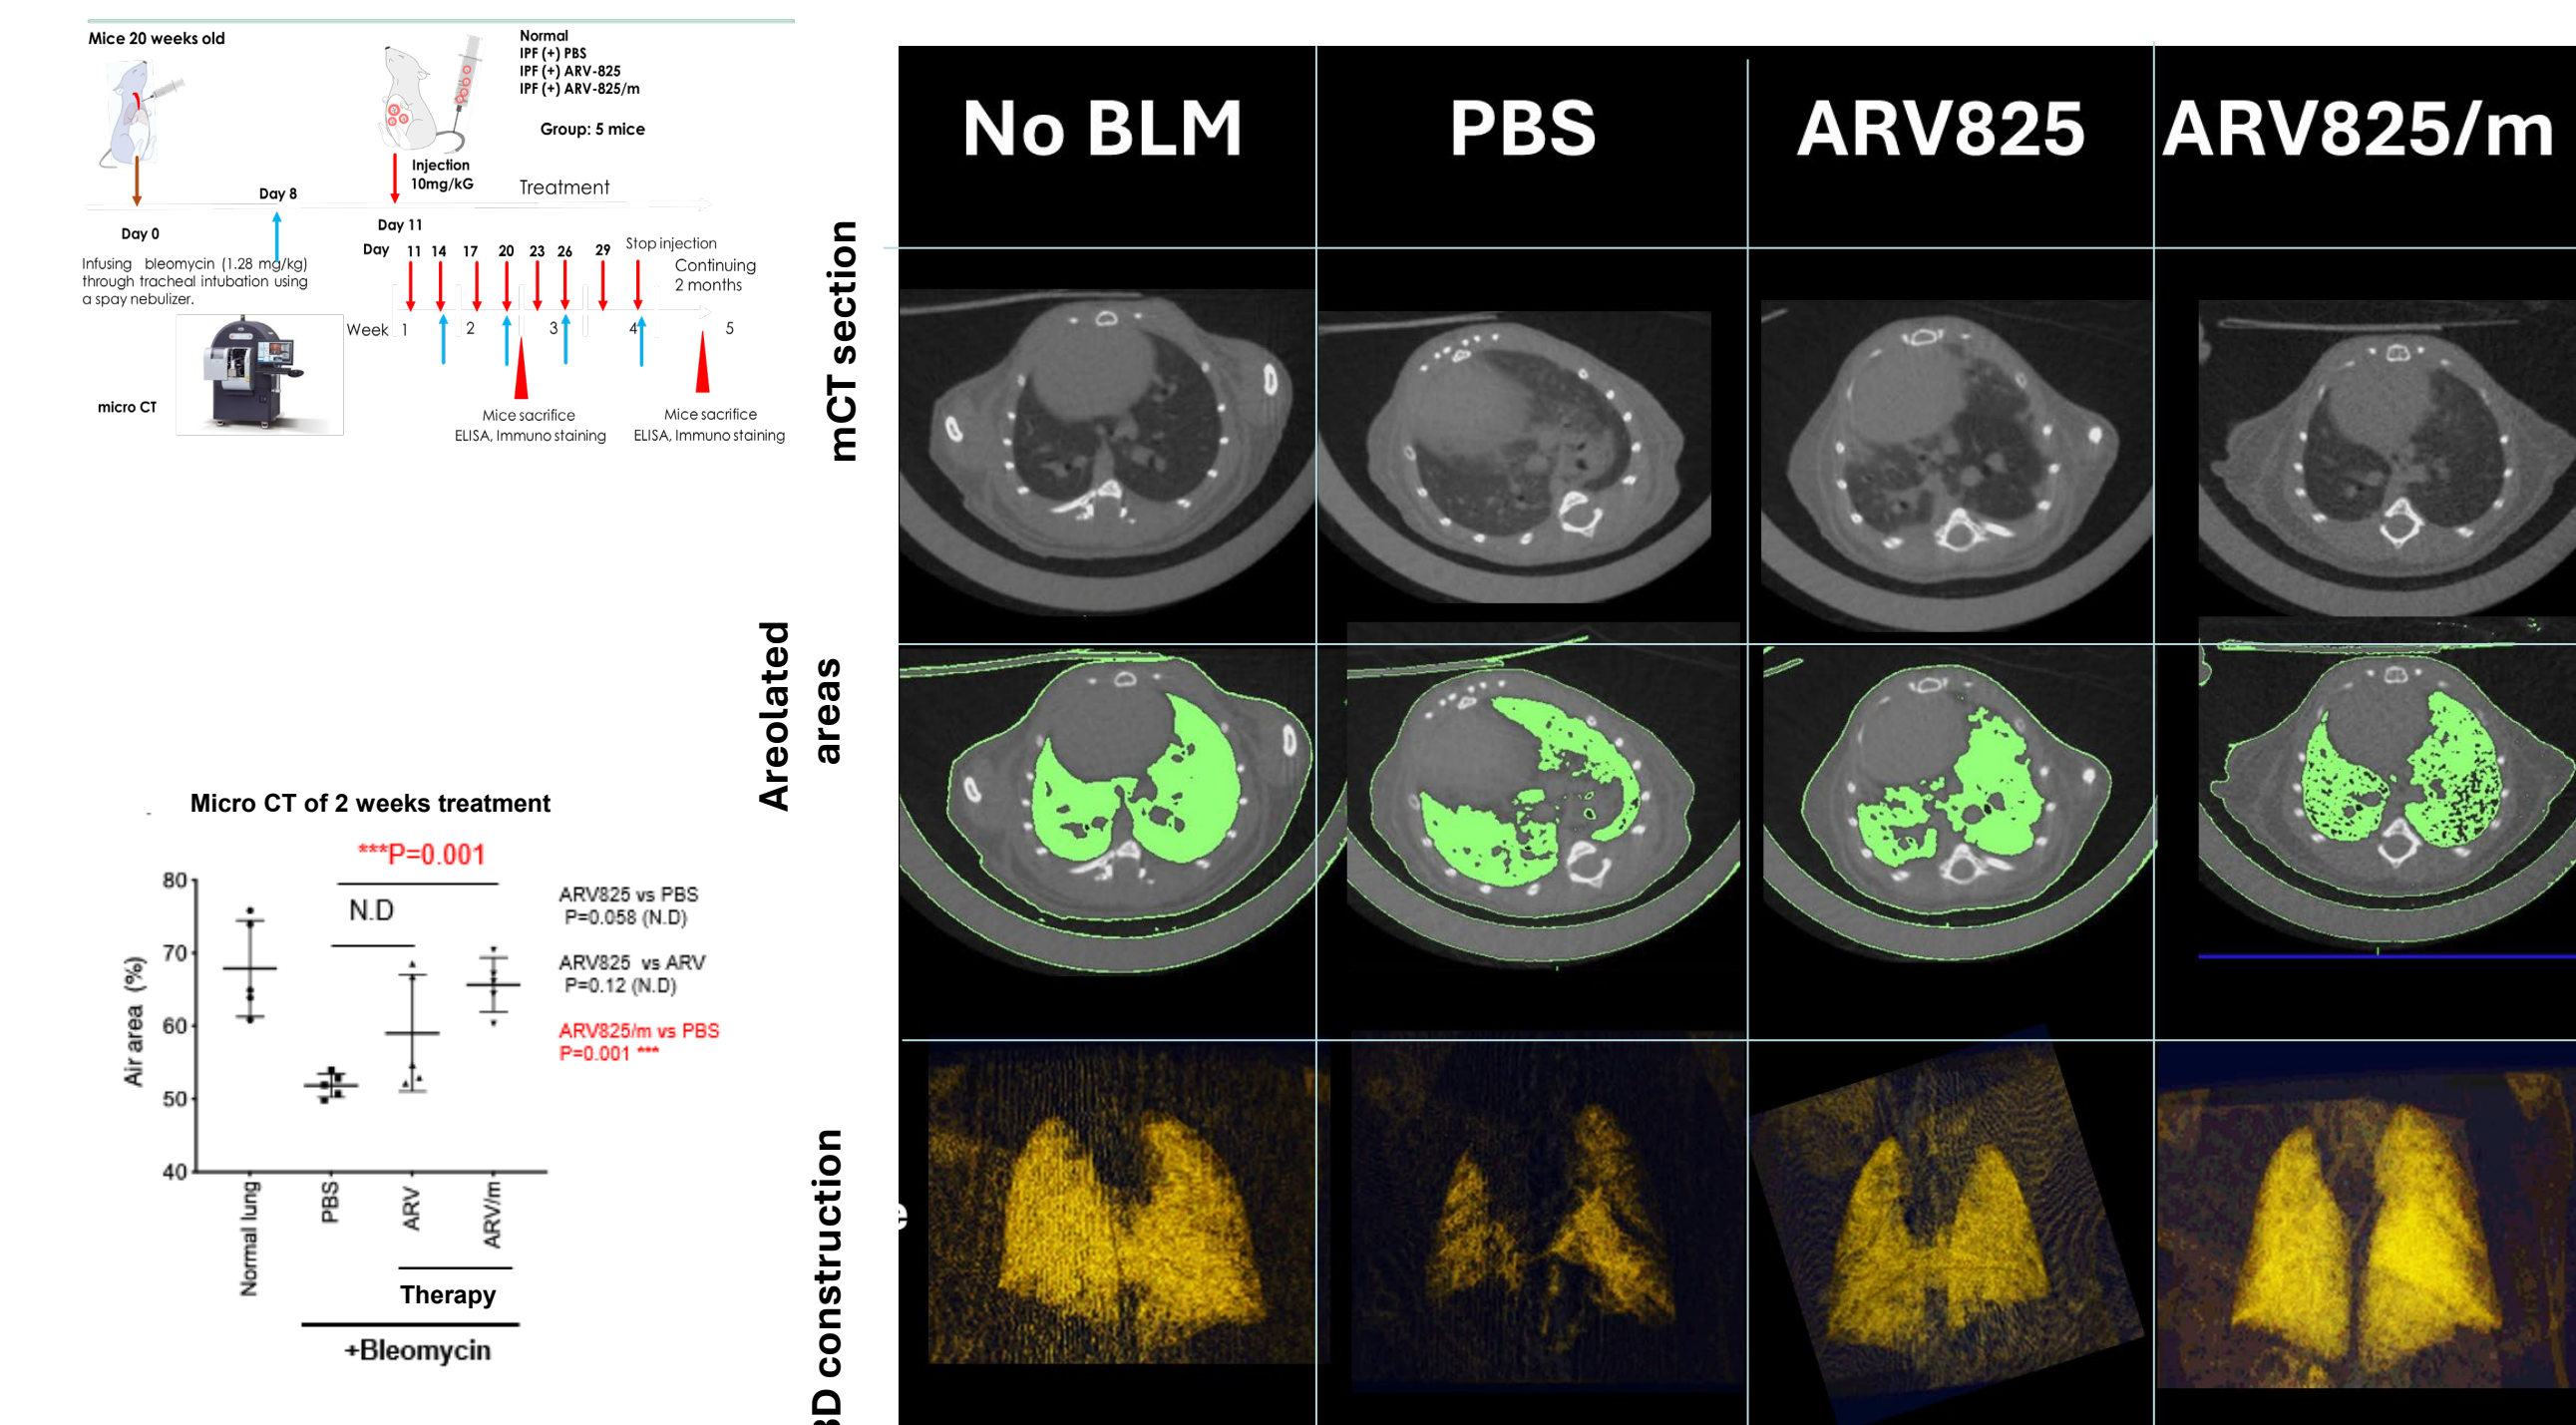 Mice 20 weeks old
Normal
IPF (+) PBS
IPF (+) ARV-825
IPF (+) ARV-825/m
Group: 5 mice
Injection
10mg/kG
Treatment
Day 8
Day 0
Day 11
Infusing bleomycin (1.28 mg/kg)
through tracheal intubation using
a spay nebulizer.
Day 11 14 17 20 23 26 29
Stop injection
Continuing
2 months
Week 1 2 3 4 5
micro CT
Mice sacrifice
ELISA, Immuno staining
Mice sacrifice
ELISA, Immuno staining
Micro CT of 2 weeks treatment
***P=0.001
N.D
80
70
60
50
40
Air area (%)
Normal lung
PBS
ARV
ARV/m
Therapy
+Bleomycin
ARV825 vs PBS
P=0.058 (N.D)
ARV825 vs ARV
P=0.12 (N.D)
ARV825/m vs PBS
P=0.001 ***
No BLM
PBS
ARV825
ARV825/m
mCT section
Areolated
areas
3D construction
e